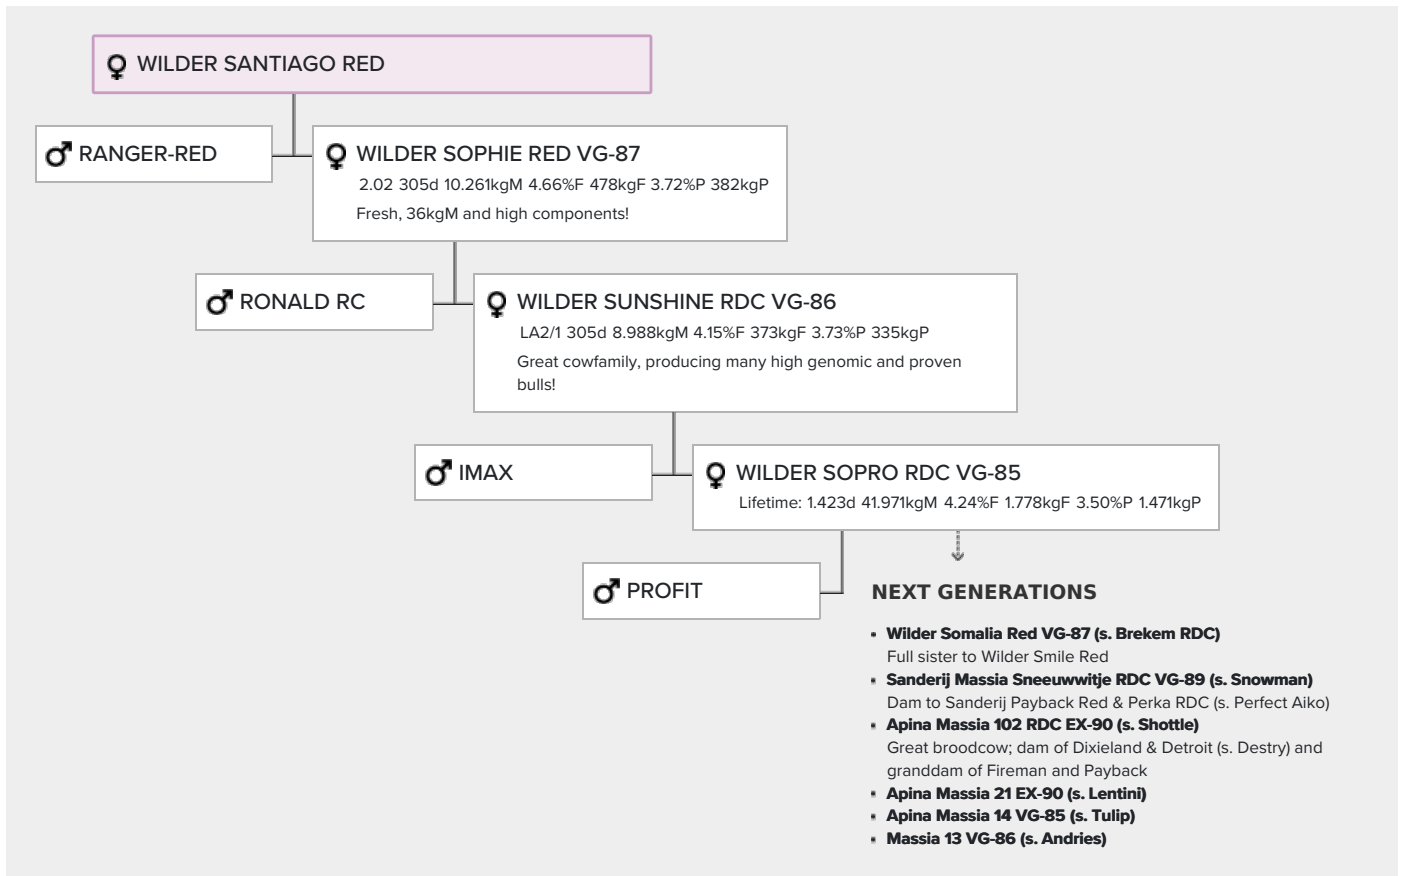 WILDER SANTIAGO RED
RANGER-RED
WILDER SOPHIE RED VG-87
2.02 305d 10.261kgM 4.66%F 478kgF 3.72%P 382kgP
Fresh, 36kgM and high components!
RONALD RC
WILDER SUNSHINE RDC VG-86
LA2/1 305d 8.988kgM 4.15%F 373kgF 3.73%P 335kgP
Great cowfamily, producing many high genomic and proven
bulls!
IMAX
WILDER SOPRO RDC VG-85
Lifetime: 1.423d 41.971kgM 4.24%F 1.778kgF 3.50%P 1.471kgP
PROFIT
NEXT GENERATIONS
Wilder Somalia Red VG-87 (s. Brekem RDC)
Full sister to Wilder Smile Red
Sanderij Massia Sneeuwwitje RDC VG-89 (s. Snowman)
Dam to Sanderij Payback Red & Perka RDC (s. Perfect Aiko)
Apina Massia 102 RDC EX-90 (s. Shottle)
Great broodcow; dam of Dixieland & Detroit (s. Destry) and
granddam of Fireman and Payback
Apina Massia 21 EX-90 (s. Lentini)
Apina Massia 14 VG-85 (s. Tulip)
Massia 13 VG-86 (s. Andries)